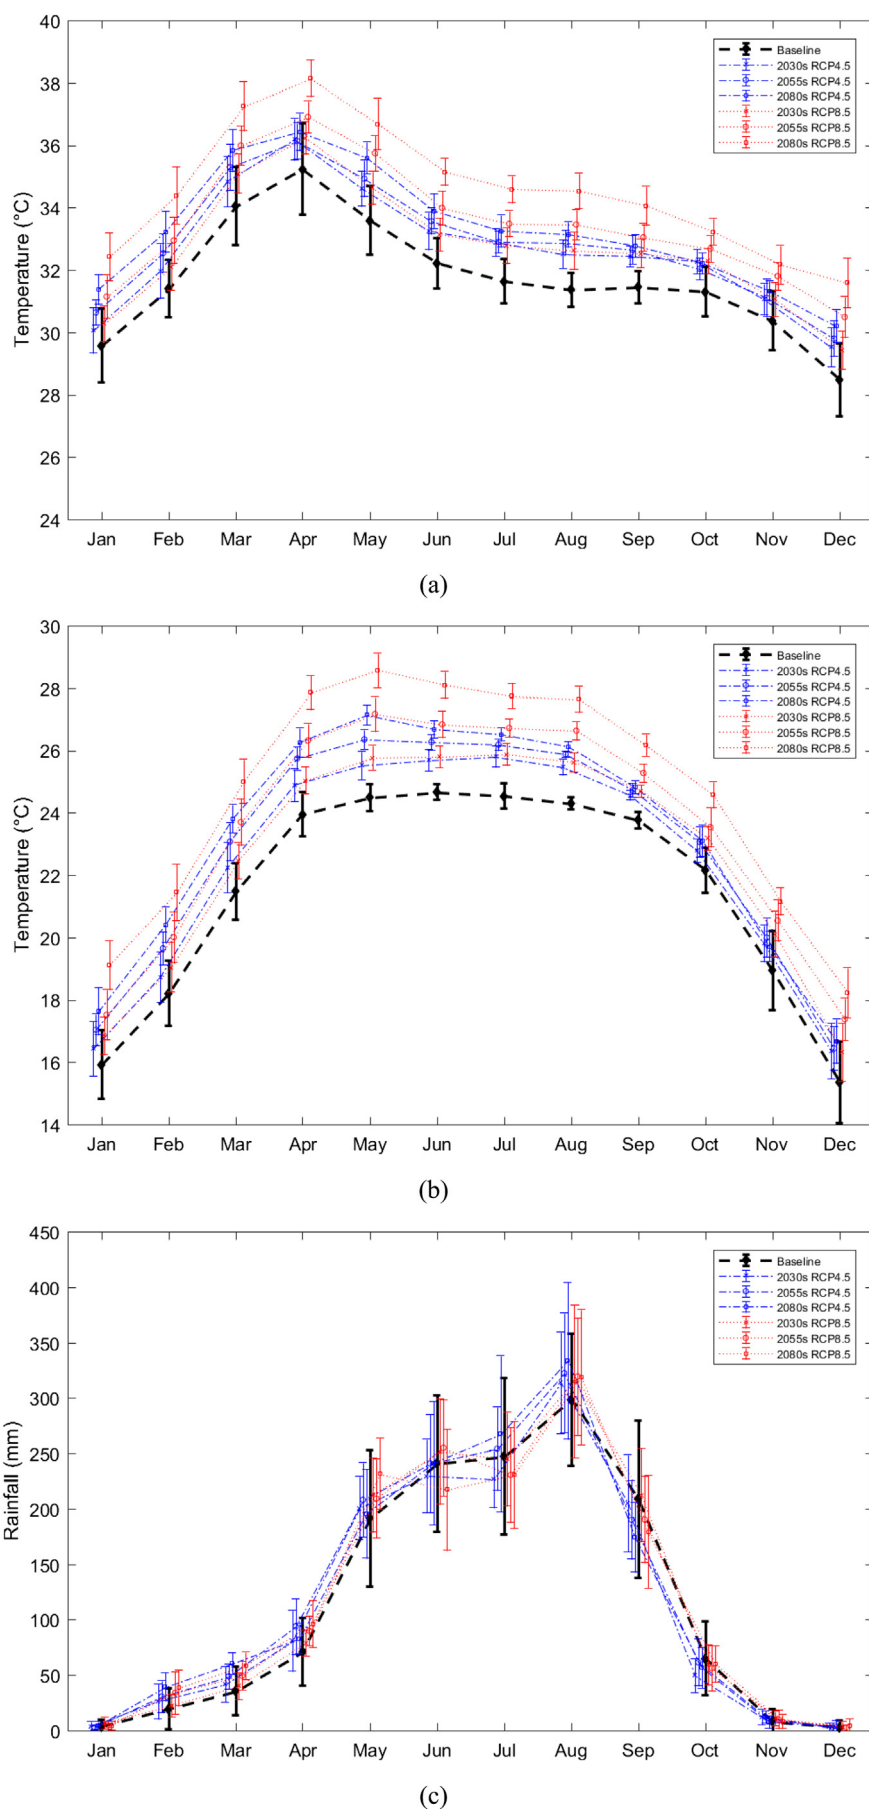 40
38
36
34
32
30
28
26
24
Temperature (°C)
Baseline
2030s RCP4.5
2055s RCP4.5
2080s RCP4.5
2030s RCP8.5
2055s RCP8.5
2080s RCP8.5
Jan Feb Mar Apr May Jun Jul Aug Sep Oct Nov Dec
(a)
30
28
26
24
22
20
18
16
14
Temperature (°C)
Baseline
2030s RCP4.5
2055s RCP4.5
2080s RCP4.5
2030s RCP8.5
2055s RCP8.5
2080s RCP8.5
Jan Feb Mar Apr May Jun Jul Aug Sep Oct Nov Dec
(b)
450
400
350
300
250
200
150
100
50
0
Rainfall (mm)
Baseline
2030s RCP4.5
2055s RCP4.5
2080s RCP4.5
2030s RCP8.5
2055s RCP8.5
2080s RCP8.5
Jan Feb Mar Apr May Jun Jul Aug Sep Oct Nov Dec
(c)